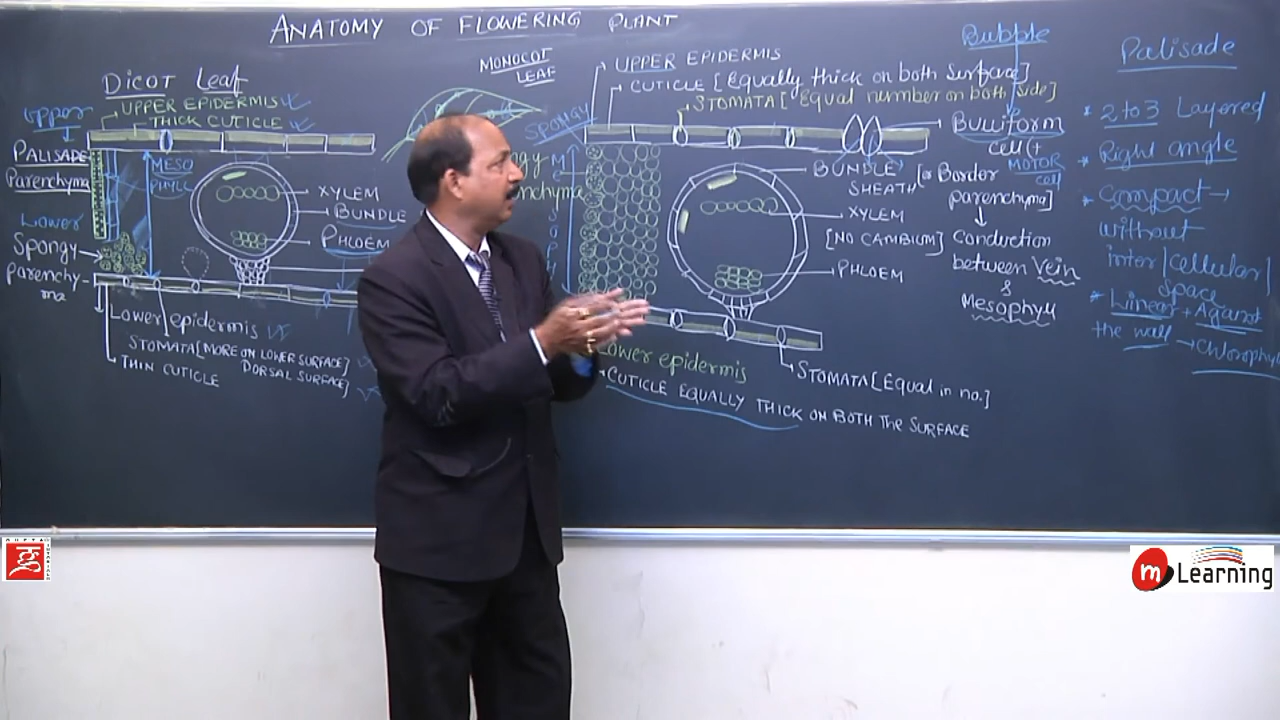 ANATOMY OF FLOWERING PLANT
DICOT Leaf
Upper
UPPER EPIDERMIS
THICK CUTICLE
PALISADE
Parenchyma
MESO
PHYLL
XYLEM
BUNDLE
PHLOEM
Lower
Spongy
Parenchy-
ma
Lower epidermis
STOMATA [MORE ON LOWER SURFACE]
DORSAL SURFACE]
THIN CUTICLE
MONOCOT
LEAF
SPONGY
UPPER EPIDERMIS
CUTICLE [Equally thick on both Surface]
STOMATA [Equal number on both Side]
Bubble
Bulliform
cell (+
MOTOR
cell
BUNDLE
SHEATH
[or Border
parenchyma]
XYLEM
[NO CAMBIUM]
PHLOEM
Conduction
between Vein
&
Mesophyll
Lower epidermis
STOMATA [Equal in no.]
CUTICLE EQUALLY THICK ON BOTH THE SURFACE
Palisade
* 2 to 3 Layered
* Right angle
* Compact →
without
inter/cellular
space
* Linear + Against
the wall → Chlorophyll
m Learning